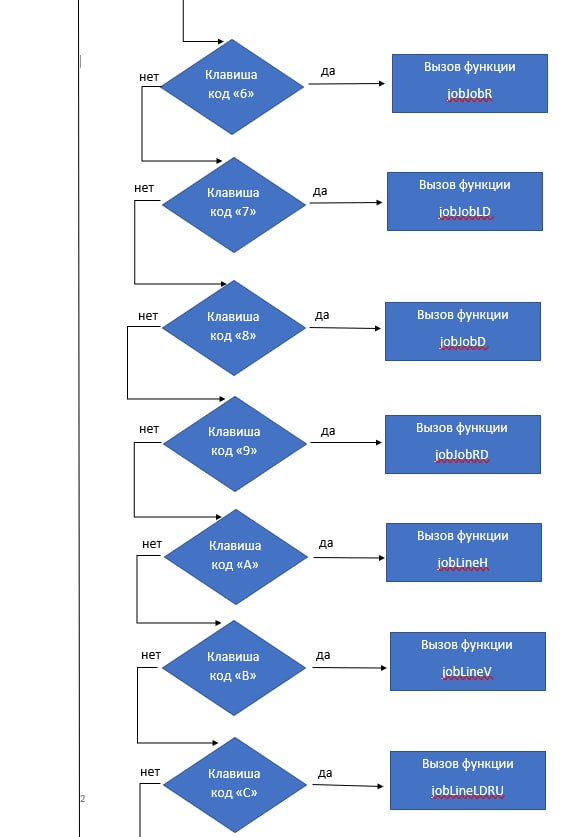 Клавиша
код «6»
нет
да
Вызов функции
jobJobR
Клавиша
код «7»
нет
да
Вызов функции
jobJobLD
Клавиша
код «8»
нет
да
Вызов функции
jobJobD
Клавиша
код «9»
нет
да
Вызов функции
jobJobRD
Клавиша
код «A»
нет
да
Вызов функции
jobLineH
Клавиша
код «B»
нет
да
Вызов функции
jobLineV
Клавиша
код «C»
нет
да
Вызов функции
jobLineLDRU
2